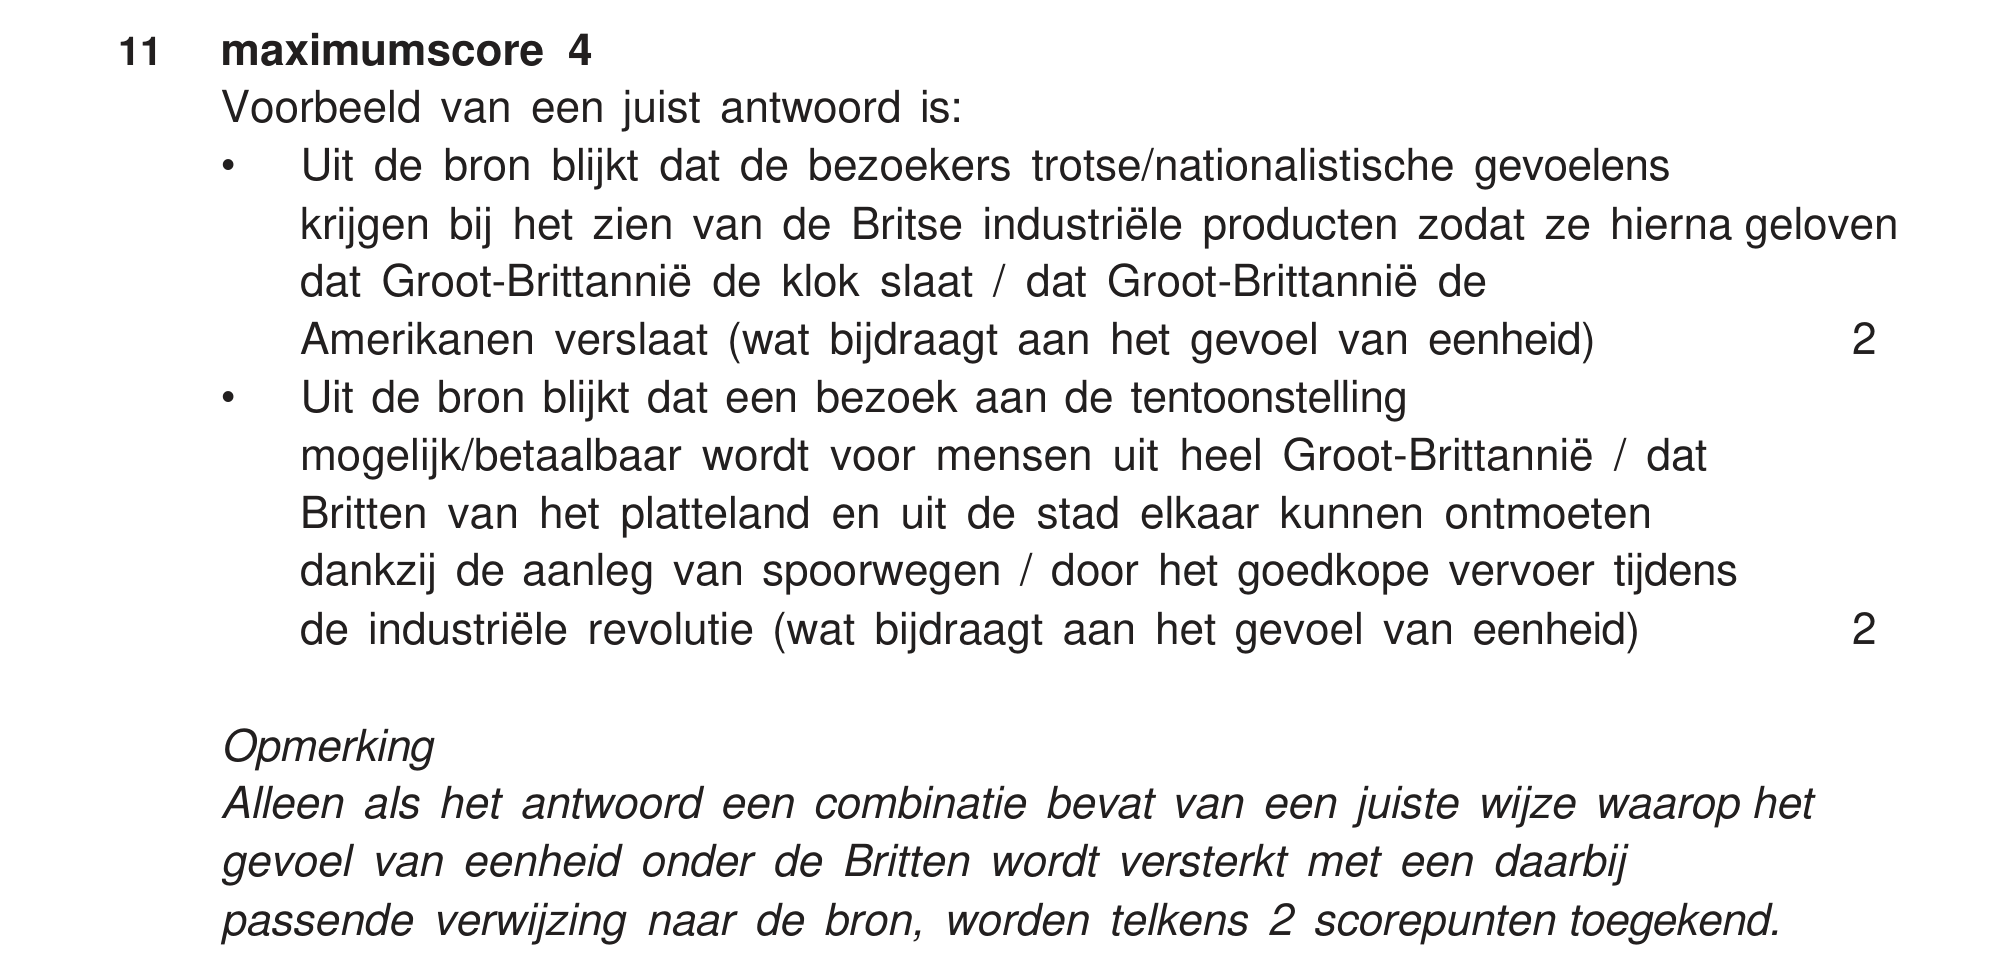 11 maximumscore 4
Voorbeeld van een juist antwoord is:
• Uit de bron blijkt dat de bezoekers trotse/nationalistische gevoelens
krijgen bij het zien van de Britse industriële producten zodat ze hierna geloven
dat Groot-Brittannië de klok slaat / dat Groot-Brittannië de
Amerikanen verslaat (wat bijdraagt aan het gevoel van eenheid) 2
• Uit de bron blijkt dat een bezoek aan de tentoonstelling
mogelijk/betaalbaar wordt voor mensen uit heel Groot-Brittannië / dat
Britten van het platteland en uit de stad elkaar kunnen ontmoeten
dankzij de aanleg van spoorwegen / door het goedkope vervoer tijdens
de industriële revolutie (wat bijdraagt aan het gevoel van eenheid) 2
Opmerking
Alleen als het antwoord een combinatie bevat van een juiste wijze waarop het
gevoel van eenheid onder de Britten wordt versterkt met een daarbij
passende verwijzing naar de bron, worden telkens 2 scorepunten toegekend.